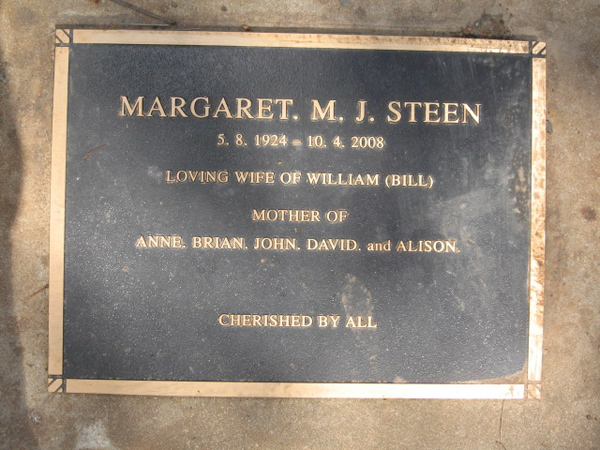 MARGARET. M. J. STEEN
5. 8. 1924 - 10. 4. 2008
LOVING WIFE OF WILLIAM (BILL)
MOTHER OF
ANNE. BRIAN. JOHN. DAVID. and ALISON.
CHERISHED BY ALL